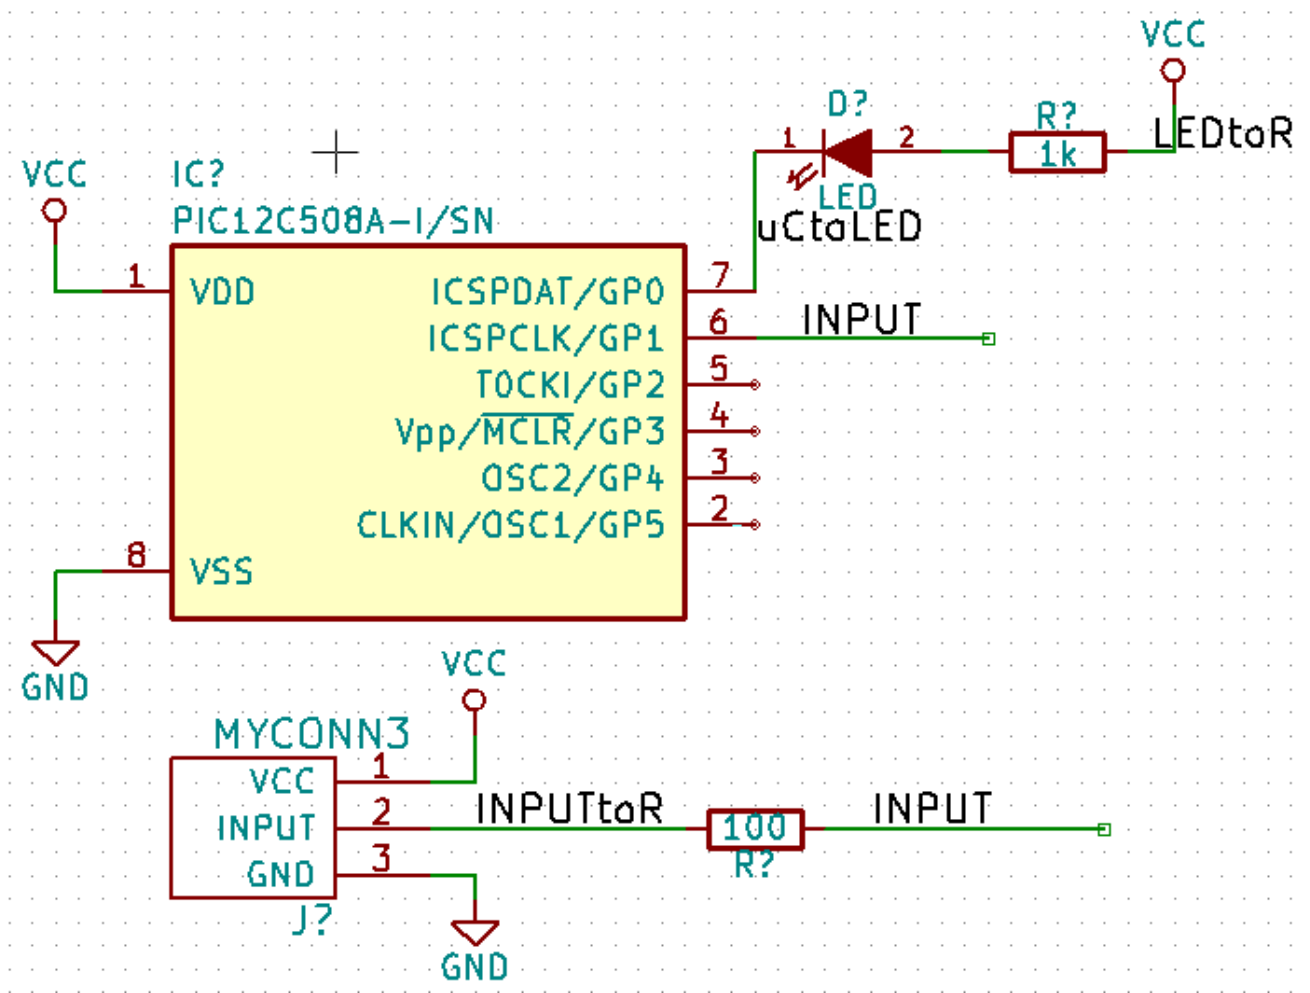 VCC
D?
R?
LEDtoR
1
2
1k
VCC
IC?
LED
PIC12C508A-I/SN
uCtoLED
1
VDD
ICSPDAT/GP0
7
ICSPCLK/GP1
6
INPUT
T0CKI/GP2
5
Vpp/MCLR/GP3
4
OSC2/GP4
3
CLKIN/OSC1/GP5
2
8
VSS
GND
VCC
MYCONN3
VCC
1
INPUT
2
INPUTtoR
100
INPUT
GND
3
R?
J?
GND